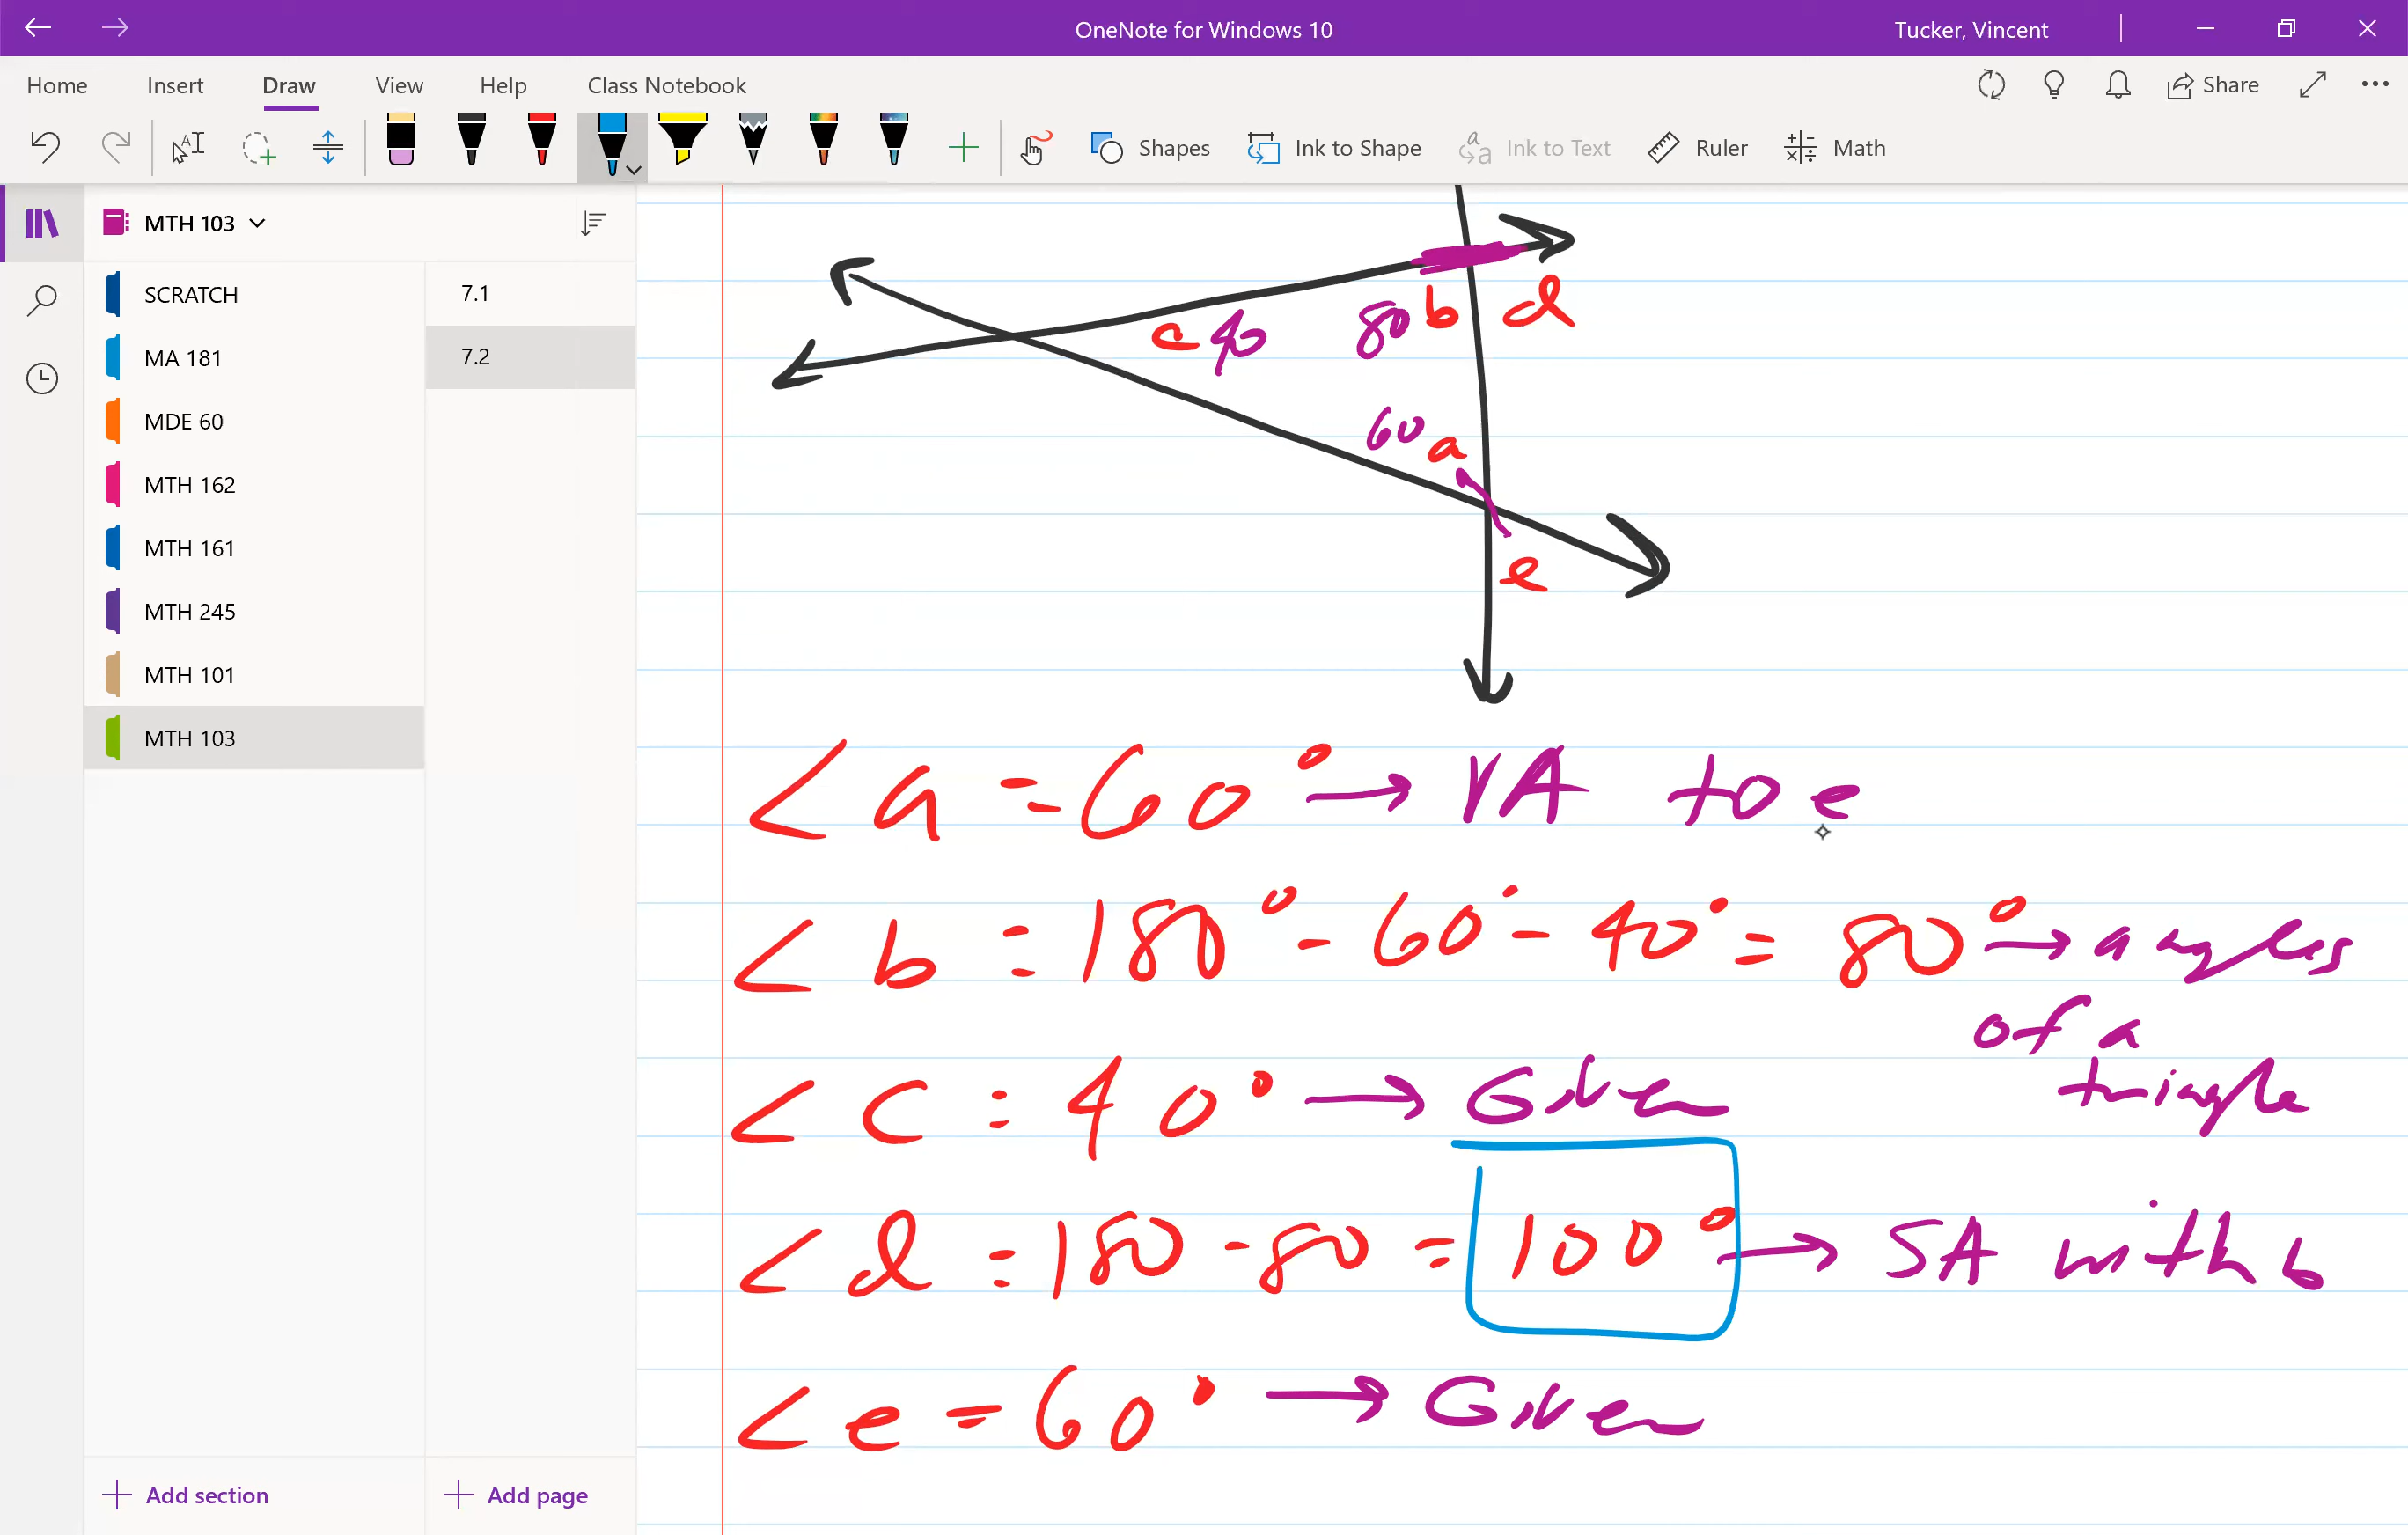 OneNote for Windows 10
Tucker, Vincent
Home Insert Draw View Help Class Notebook Share
Shapes Ink to Shape Ink to Text Ruler Math
MTH 103
SCRATCH
MA 181
MDE 60
MTH 162
MTH 161
MTH 245
MTH 101
MTH 103
Add section
7.1
7.2
Add page
c 40 80 b d
60 a
e
<a = 60° → VA to e
<b = 180° - 60° - 40° = 80° → angles
of a
triangle
<c = 40° → Given
<d = 180 - 80 = 100° → SA with b
<e = 60° → Given